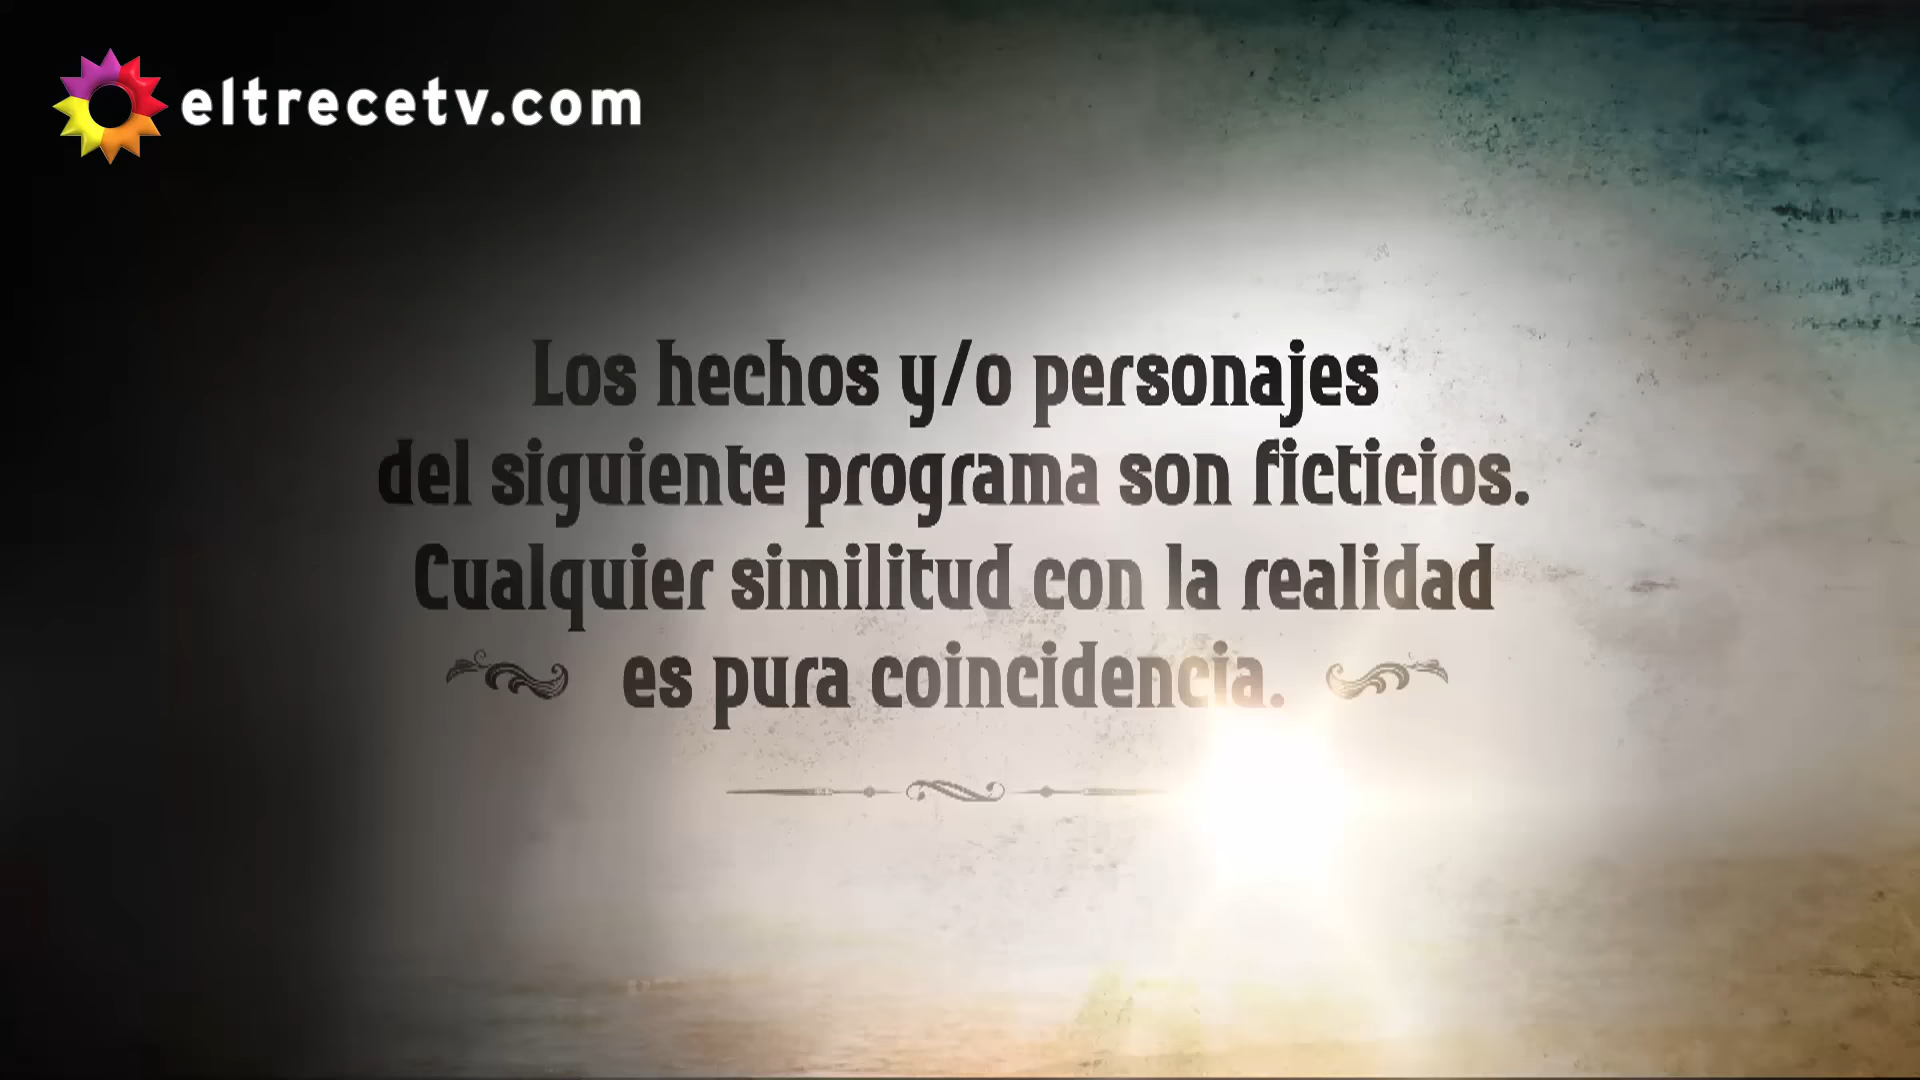 eltrecetv.com
Los hechos y/o personajes
del siguiente programa son ficticios.
Cualquier similitud con la realidad
es pura coincidencia.